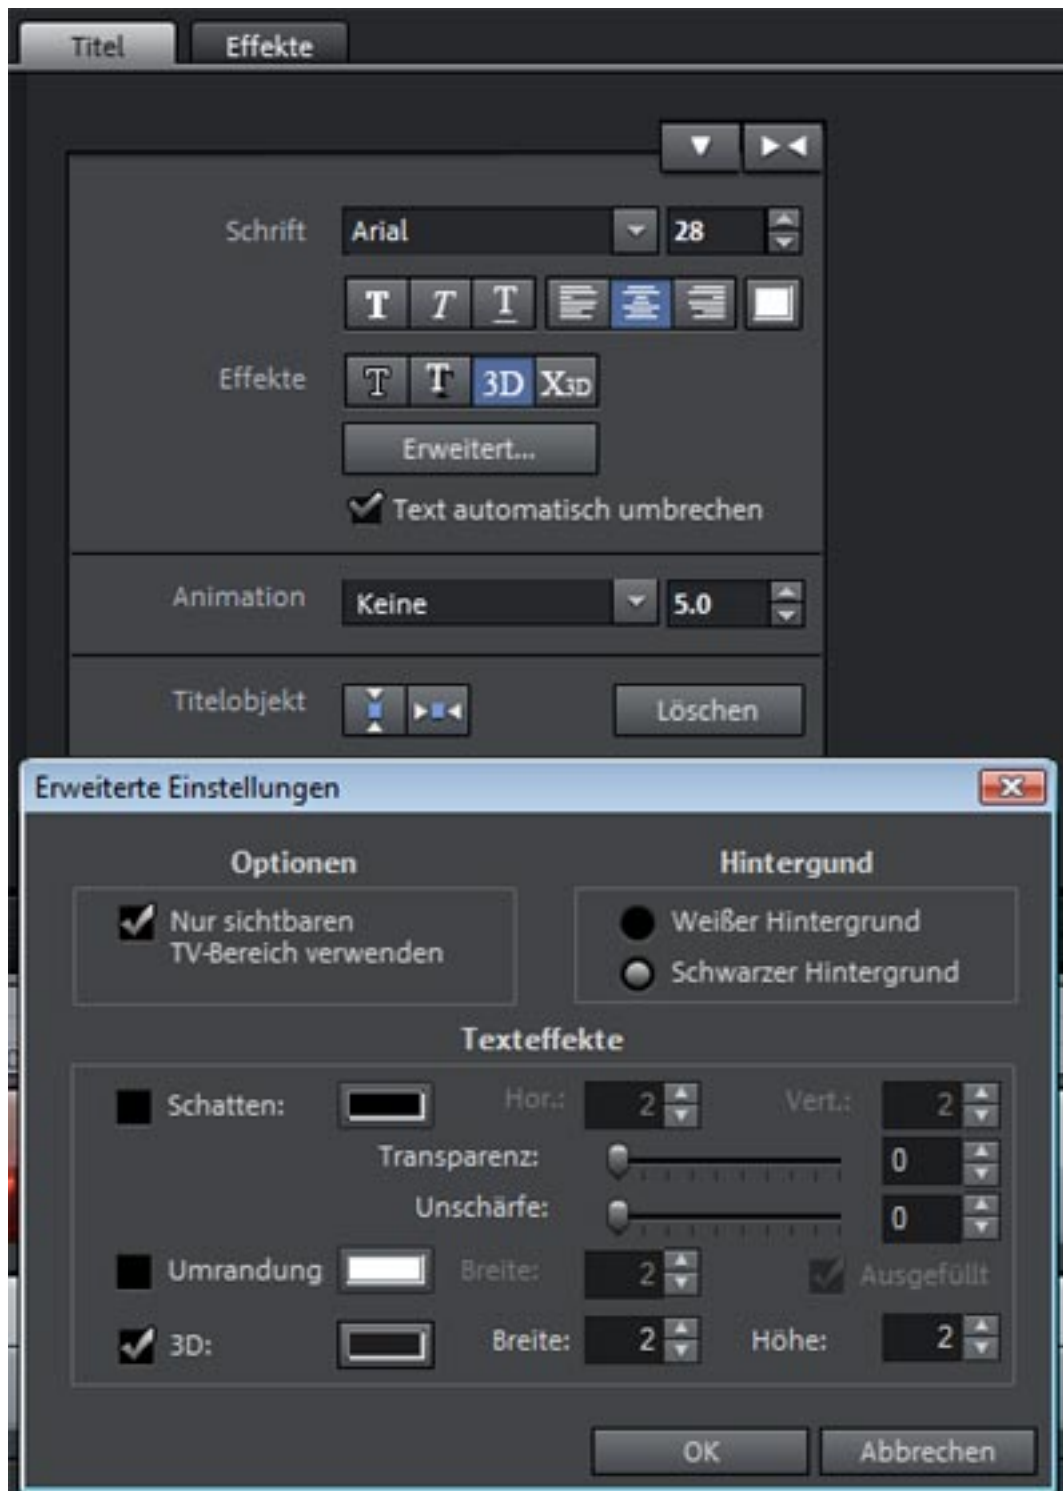 Titel Effekte
Schrift Arial 28
T T T
Effekte T T 3D X3D
Erweitert...
Text automatisch umbrechen
Animation Keine 5.0
Titelobjekt Löschen
Erweiterte Einstellungen
Optionen Hintergund
Nur sichtbaren
TV-Bereich verwenden
Weißer Hintergrund
Schwarzer Hintergrund
Texteffekte
Schatten: Hor.: 2 Vert.: 2
Transparenz: 0
Unschärfe: 0
Umrandung Breite: 2 Ausgefüllt
3D: Breite: 2 Höhe: 2
OK Abbrechen